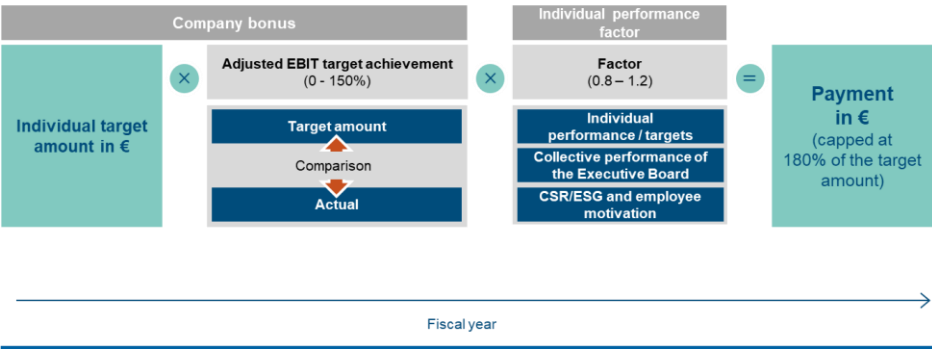 Company bonus
Individual performance
factor
Individual target
amount in €
×
Adjusted EBIT target achievement
(0 - 150%)
Target amount
Comparison
Actual
×
Factor
(0.8 – 1.2)
Individual
performance / targets
Collective performance of
the Executive Board
CSR/ESG and employee
motivation
=
Payment
in €
(capped at
180% of the target
amount)
Fiscal year